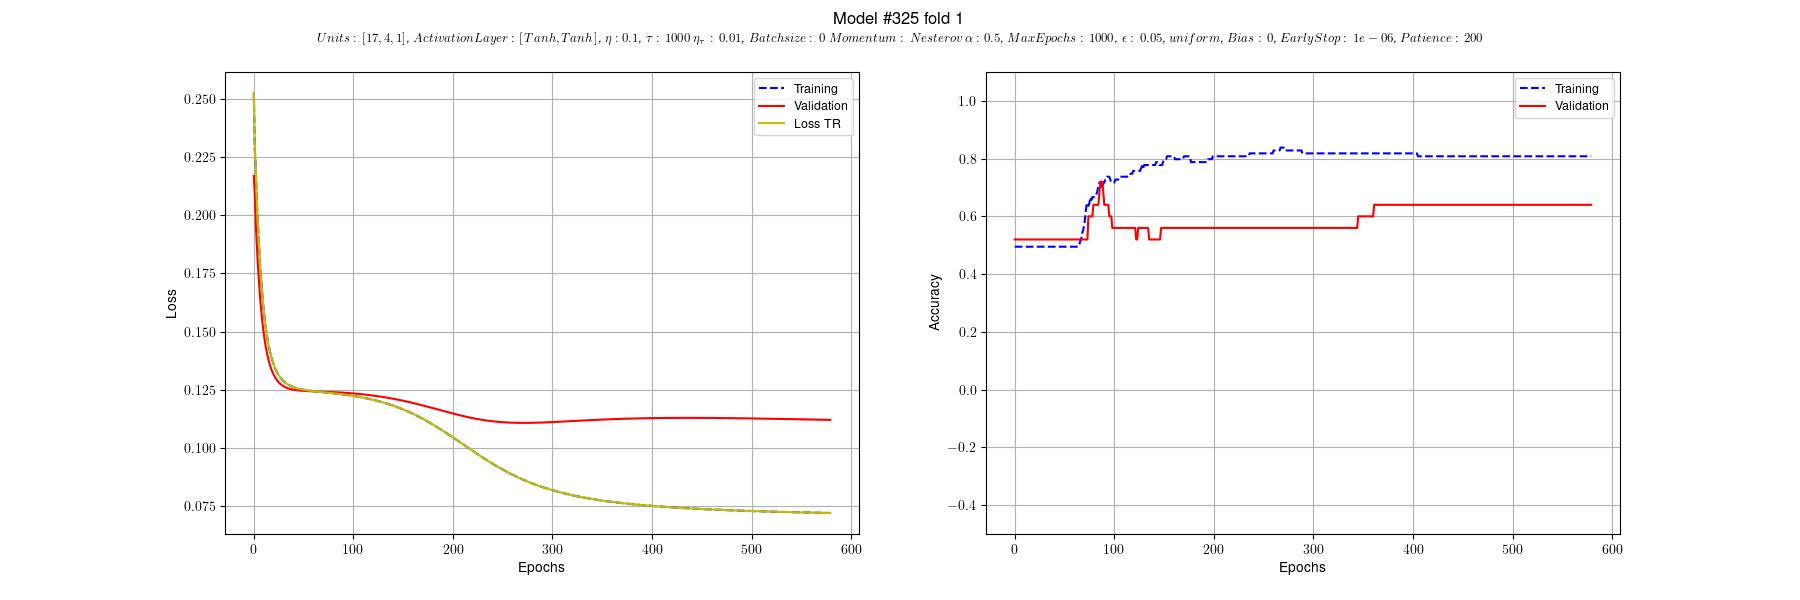 Model #325 fold 1
Units : [17, 4, 1], ActivationLayer : [Tanh, Tanh], η : 0.1, τ : 1000 ητ : 0.01, Batchsize : 0 Momentum : Nesterov α : 0.5, MaxEpochs : 1000, ϵ : 0.05, uniform, Bias : 0, EarlyStop : 1e − 06, Patience : 200
Training
Validation
Loss TR
0.250
0.225
0.200
0.175
0.150
0.125
0.100
0.075
Loss
0 100 200 300 400 500 600
Epochs
Training
Validation
1.0
0.8
0.6
0.4
0.2
0.0
−0.2
−0.4
Accuracy
0 100 200 300 400 500 600
Epochs